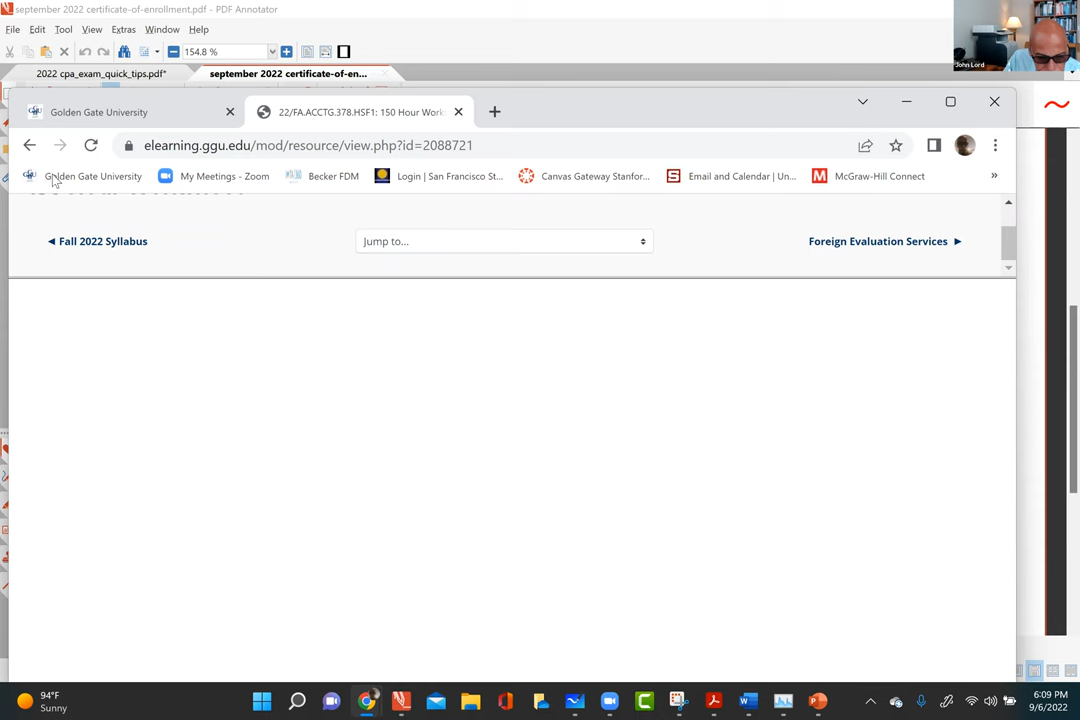 september 2022 certificate-of-enrollment.pdf - PDF Annotator
File Edit Tool View Extras Window Help
154.8 %
2022 cpa_exam_quick_tips.pdf* september 2022 certificate-of-en...
John Lord
Golden Gate University 22/FA.ACCTG.378.HSF1: 150 Hour Work
elearning.ggu.edu/mod/resource/view.php?id=2088721
Golden Gate University My Meetings - Zoom Becker FDM Login | San Francisco St... Canvas Gateway Stanfor... Email and Calendar | Un... McGraw-Hill Connect »
◄ Fall 2022 Syllabus Jump to... Foreign Evaluation Services ►
94°F
Sunny
6:09 PM
9/6/2022